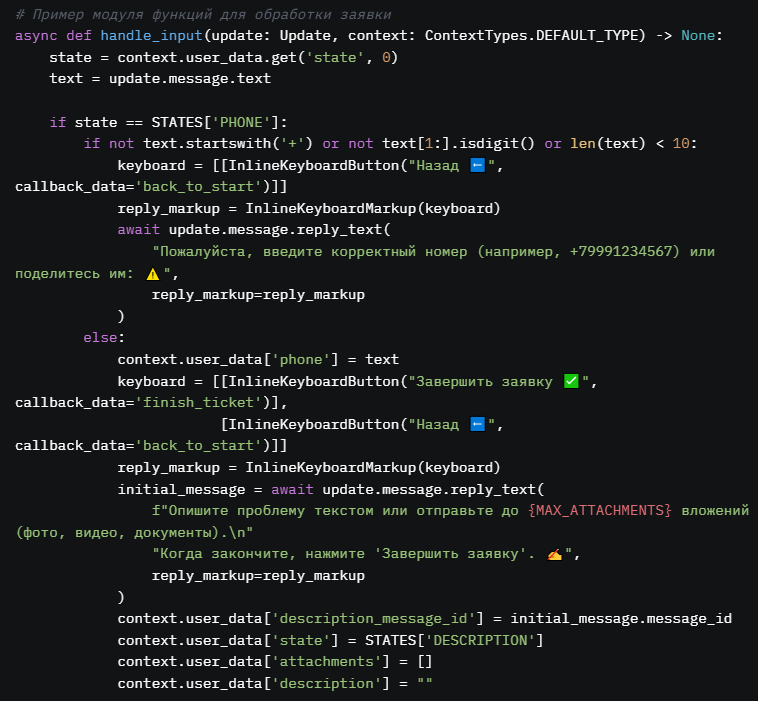 # Пример модуля функций для обработки заявки
async def handle_input(update: Update, context: ContextTypes.DEFAULT_TYPE) -> None:
    state = context.user_data.get('state', 0)
    text = update.message.text

    if state == STATES['PHONE']:
        if not text.startswith('+') or not text[1:].isdigit() or len(text) < 10:
            keyboard = [[InlineKeyboardButton("Назад ⬅️",
callback_data='back_to_start')]]
            reply_markup = InlineKeyboardMarkup(keyboard)
            await update.message.reply_text(
                "Пожалуйста, введите корректный номер (например, +79991234567) или
поделитесь им: ⚠️",
                reply_markup=reply_markup
            )
        else:
            context.user_data['phone'] = text
            keyboard = [[InlineKeyboardButton("Завершить заявку ✅",
callback_data='finish_ticket')],
                        [InlineKeyboardButton("Назад ⬅️",
callback_data='back_to_start')]]
            reply_markup = InlineKeyboardMarkup(keyboard)
            initial_message = await update.message.reply_text(
                f"Опишите проблему текстом или отправьте до {MAX_ATTACHMENTS} вложений
(фото, видео, документы).\n"
                "Когда закончите, нажмите 'Завершить заявку'. ✍️",
                reply_markup=reply_markup
            )
            context.user_data['description_message_id'] = initial_message.message_id
            context.user_data['state'] = STATES['DESCRIPTION']
            context.user_data['attachments'] = []
            context.user_data['description'] = ""